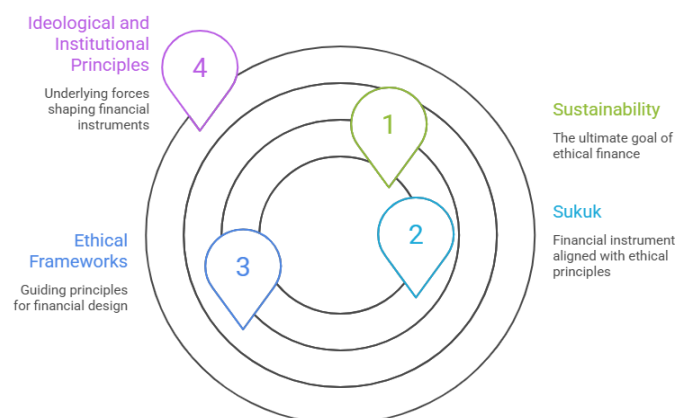 Ideological and
Institutional
Principles
Underlying forces
shaping financial
instruments
4
1
Sustainability
The ultimate goal of
ethical finance
2
Sukuk
Financial instrument
aligned with ethical
principles
Ethical
Frameworks
Guiding principles
for financial design
3